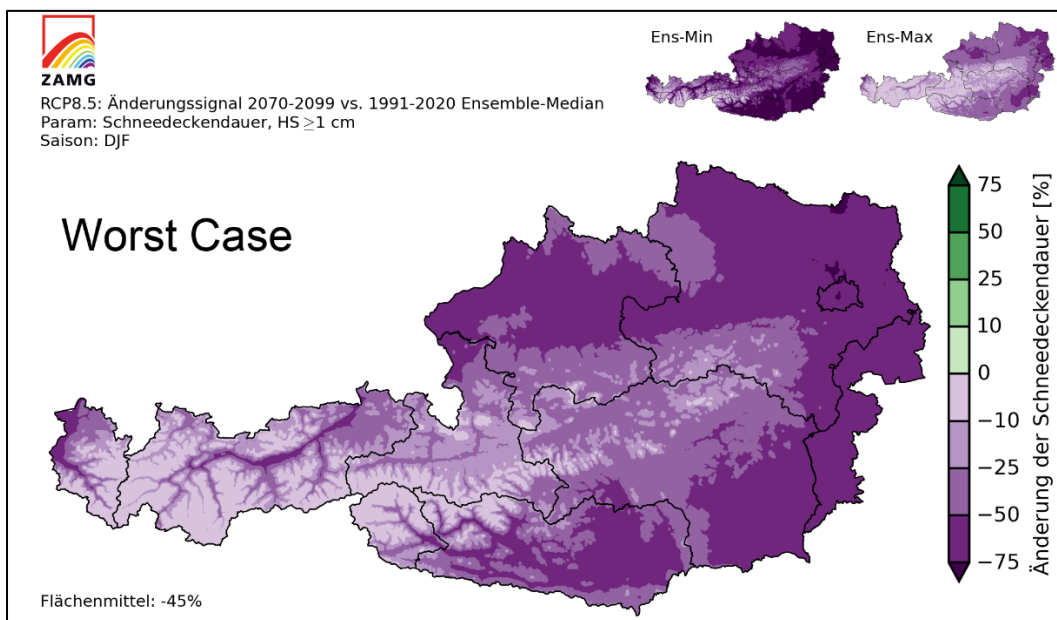 ZAMG
RCP8.5: Änderungssignal 2070-2099 vs. 1991-2020 Ensemble-Median
Param: Schneedeckendauer, HS ≥1 cm
Saison: DJF
Ens-Min
Ens-Max
Worst Case
75
50
25
10
0
−10
−25
−50
−75
Änderung der Schneedeckendauer [%]
Flächenmittel: -45%